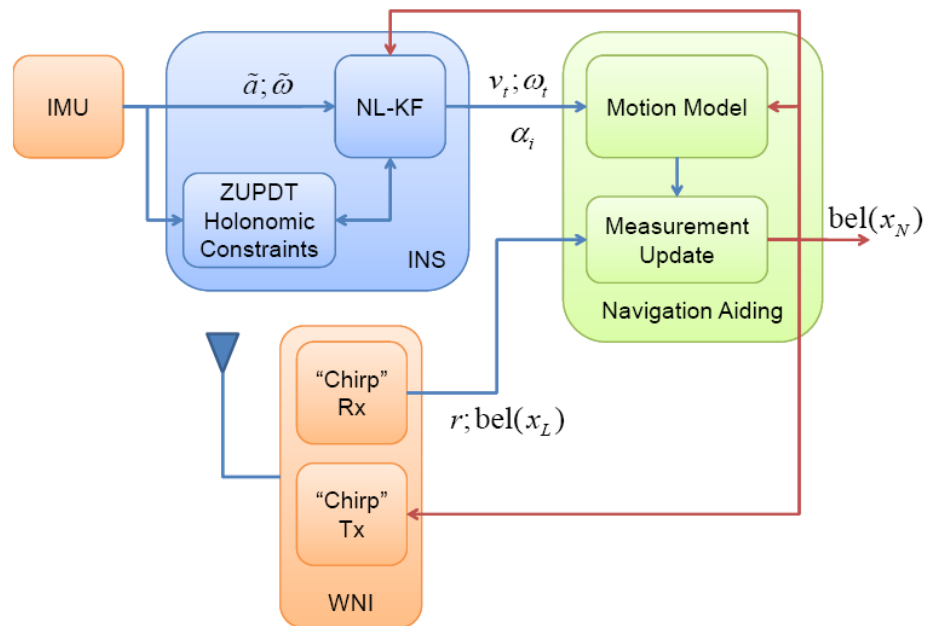 IMU
ã;ω̃
NL-KF
ZUPDT
Holonomic
Constraints
INS
v_t;ω_t
α_i
Motion Model
Measurement
Update
Navigation Aiding
bel(x_N)
“Chirp”
Rx
r;bel(x_L)
“Chirp”
Tx
WNI